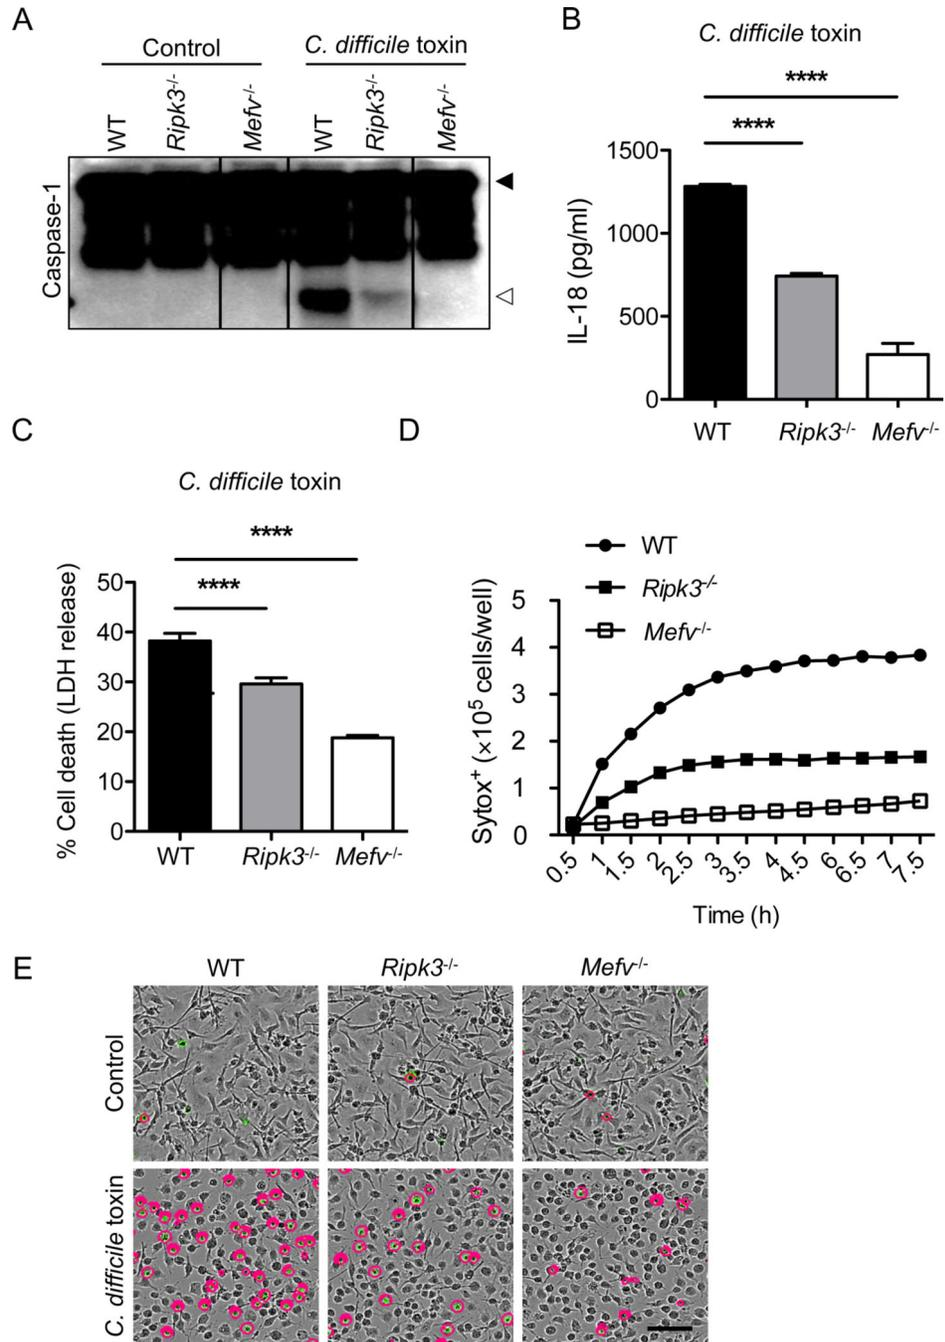 A
Control
C. difficile toxin
WT
Ripk3-/-
Mefv-/-
WT
Ripk3-/-
Mefv-/-
Caspase-1
B
C. difficile toxin
****
****
IL-18 (pg/ml)
1500
1000
500
0
WT
Ripk3-/-
Mefv-/-
C
C. difficile toxin
****
****
% Cell death (LDH release)
50
40
30
20
10
0
WT
Ripk3-/-
Mefv-/-
D
WT
Ripk3-/-
Mefv-/-
Sytox+ (×105 cells/well)
5
4
3
2
1
0
0.5
1
1.5
2
2.5
3
3.5
4
4.5
6
6.5
7
7.5
Time (h)
E
WT
Ripk3-/-
Mefv-/-
Control
C. difficile toxin